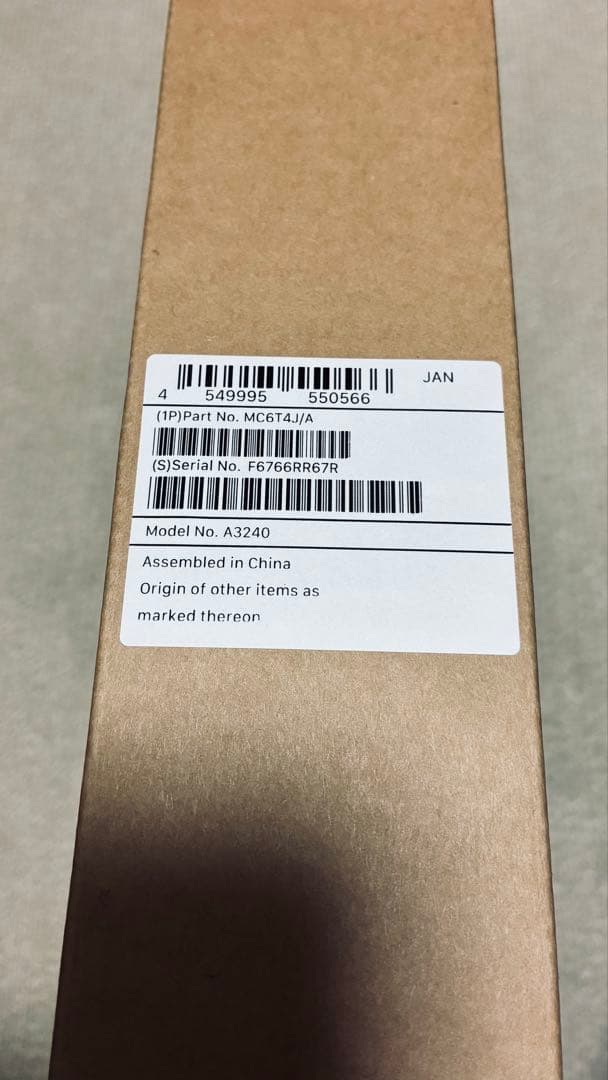 JAN
4 549995 550566
(1P)Part No. MC6T4J/A
(S)Serial No. F6766RR67R
Model No. A3240
Assembled in China
Origin of other items as
marked thereon